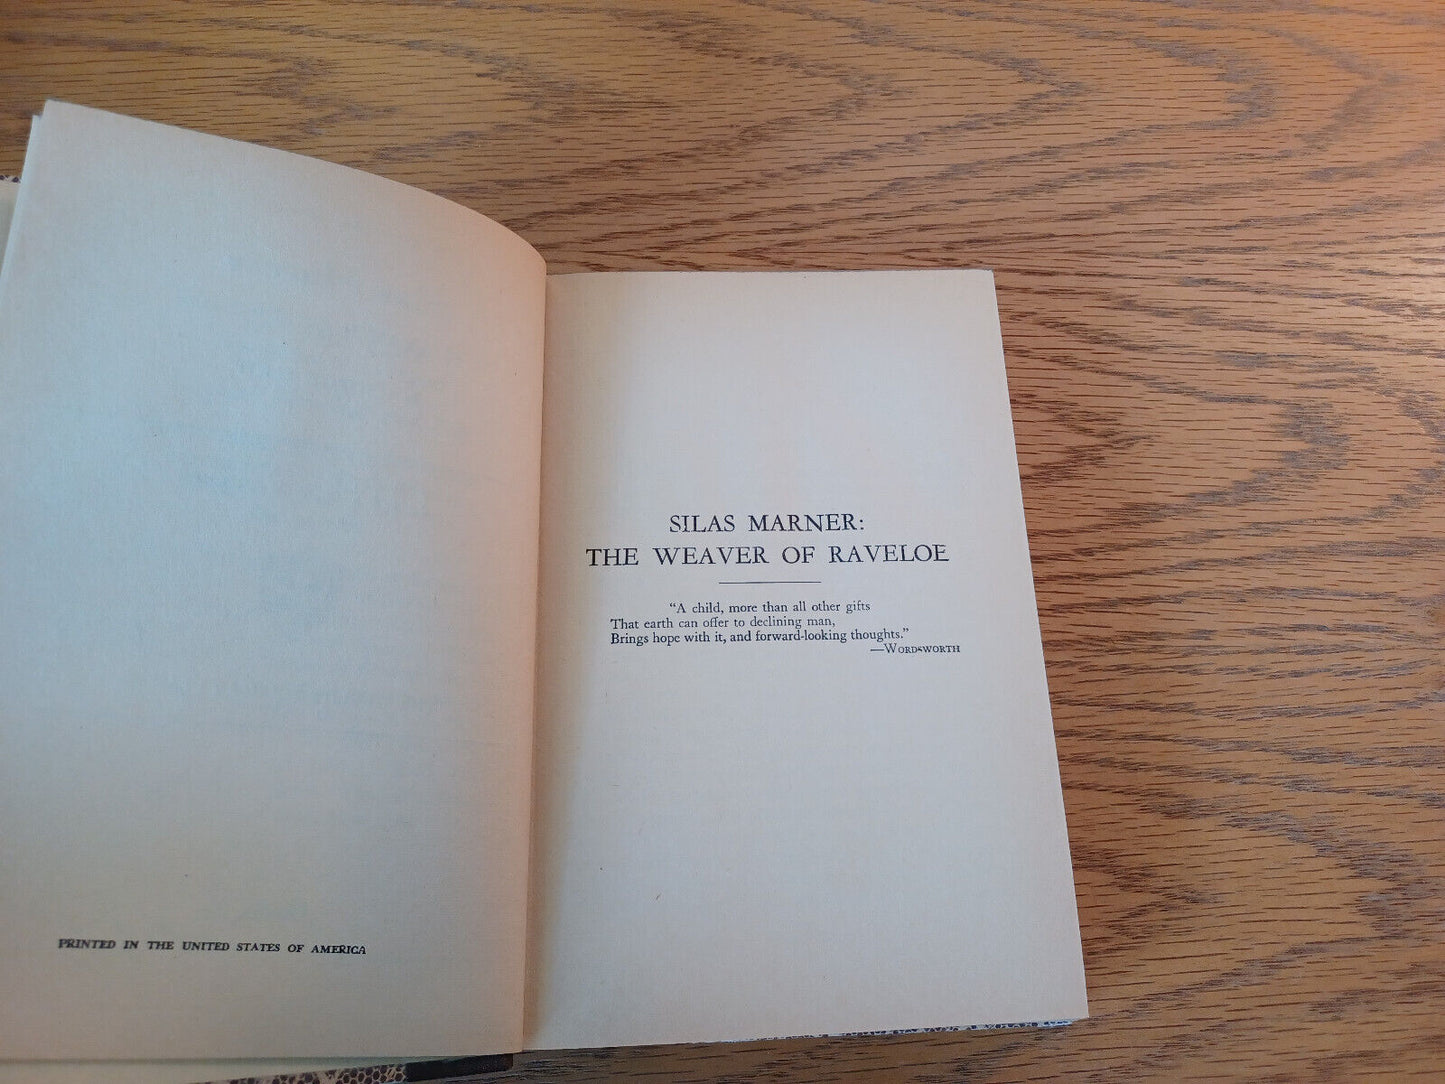 PRINTED IN THE UNITED STATES OF AMERICA
SILAS MARNER:
THE WEAVER OF RAVELOE
“A child, more than all other gifts
That earth can offer to declining man,
Brings hope with it, and forward-looking thoughts.”
—WORDSWORTH